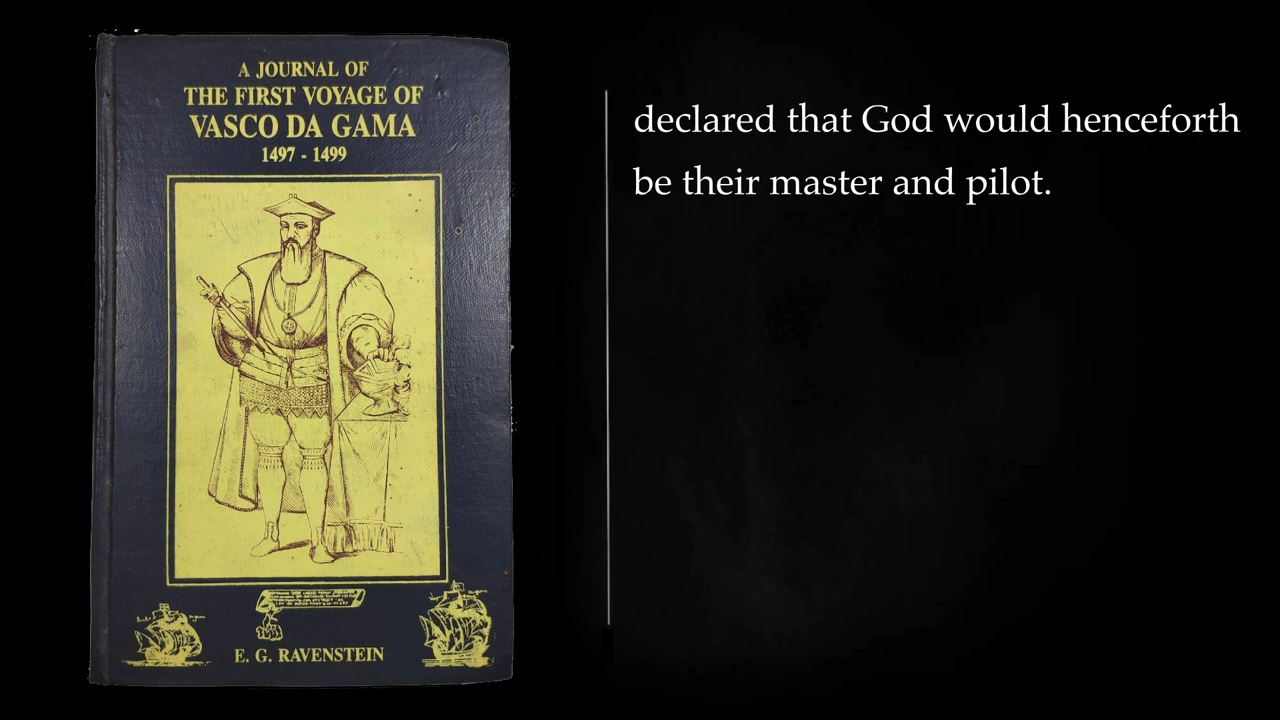 A JOURNAL OF
THE FIRST VOYAGE OF
VASCO DA GAMA
1497 - 1499
E. G. RAVENSTEIN
declared that God would henceforth
be their master and pilot.